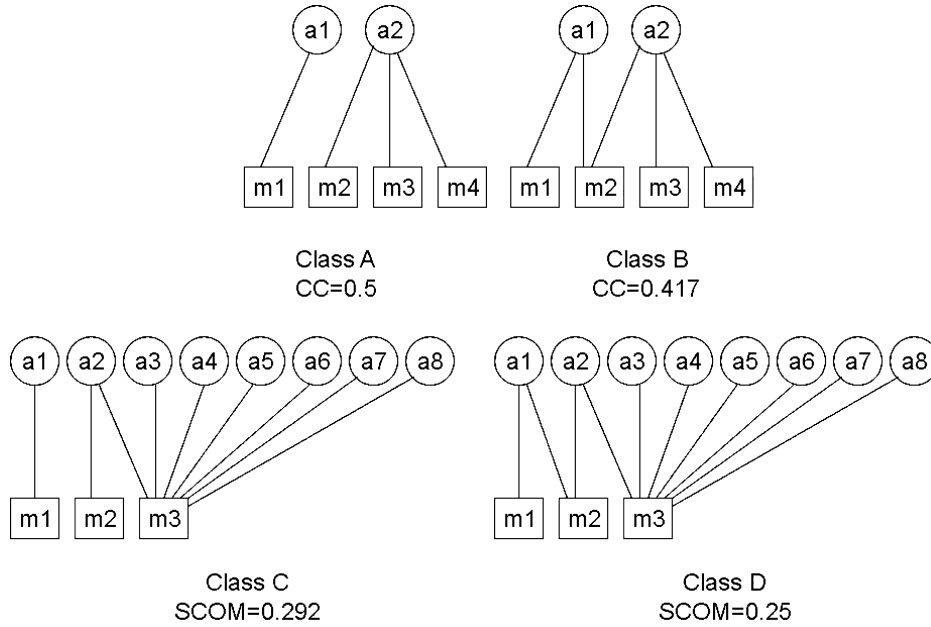 a1 a2 a1 a2
m1 m2 m3 m4 m1 m2 m3 m4
Class A Class B
CC=0.5 CC=0.417
a1 a2 a3 a4 a5 a6 a7 a8 a1 a2 a3 a4 a5 a6 a7 a8
m1 m2 m3 m1 m2 m3
Class C Class D
SCOM=0.292 SCOM=0.25